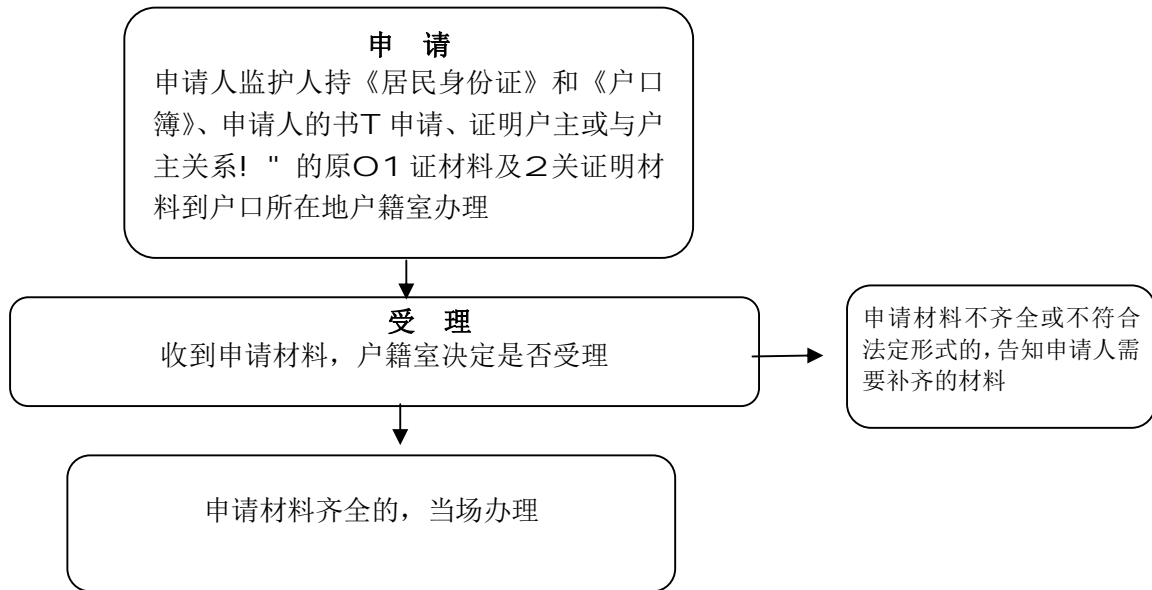 申 请
申请人监护人持《居民身份证》和《户口
簿》、申请人的书T 申请、证明户主或与户
主关系! " 的原O1 证材料及2关证明材
料到户口所在地户籍室办理
受 理
收到申请材料，户籍室决定是否受理
申请材料不齐全或不符合
法定形式的，告知申请人需
要补齐的材料
申请材料齐全的，当场办理